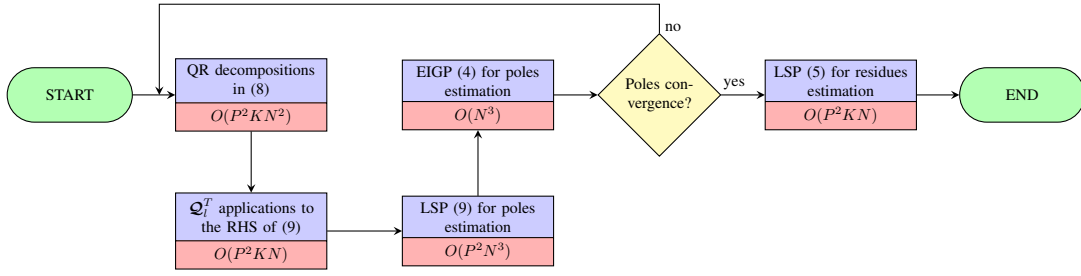 no
START
QR decompositions
in (8)
O(P²KN²)
𝓠ₗᵀ applications to
the RHS of (9)
O(P²KN)
LSP (9) for poles
estimation
O(P²N³)
EIGP (4) for poles
estimation
O(N³)
Poles con-
vergence?
yes
LSP (5) for residues
estimation
O(P²KN)
END